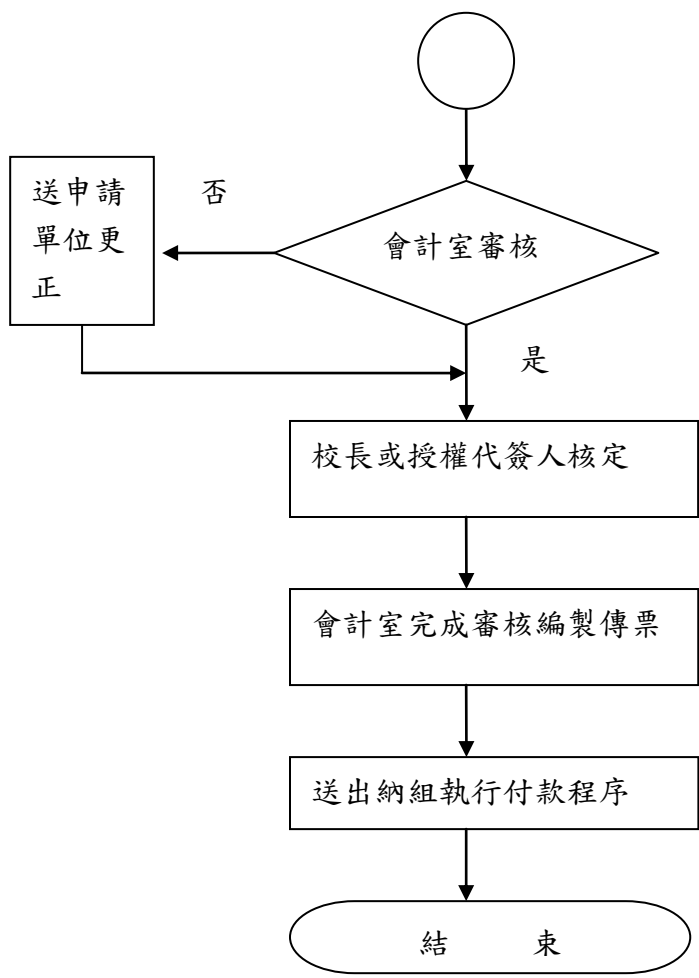 會計室審核
否
送申請
單位更
正
是
校長或授權代簽人核定
會計室完成審核編製傳票
送出納組執行付款程序
結 束